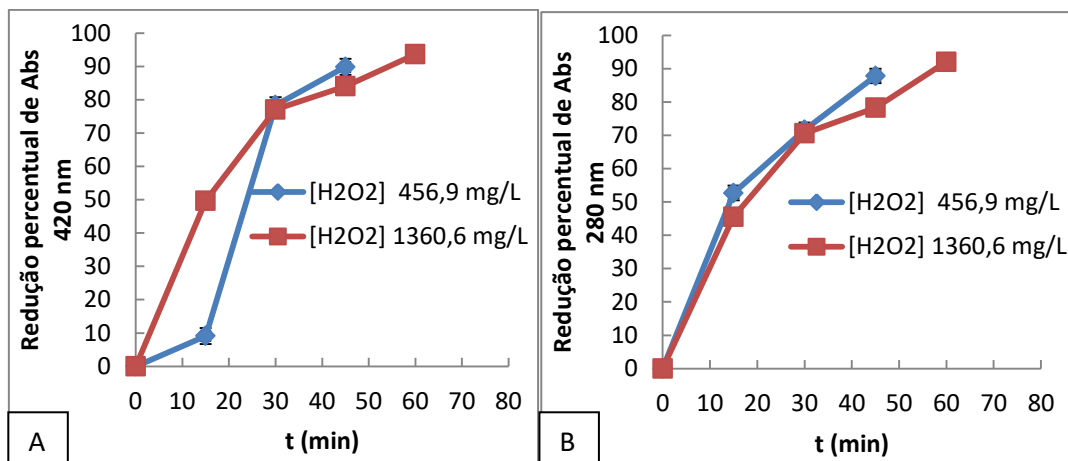 Redução percentual de Abs
420 nm
100
90
80
70
60
50
40
30
20
10
0
[H2O2] 456,9 mg/L
[H2O2] 1360,6 mg/L
0 10 20 30 40 50 60 70 80
t (min)
A
Redução percentual de Abs
280 nm
100
90
80
70
60
50
40
30
20
10
0
[H2O2] 456,9 mg/L
[H2O2] 1360,6 mg/L
0 10 20 30 40 50 60 70 80
t (min)
B